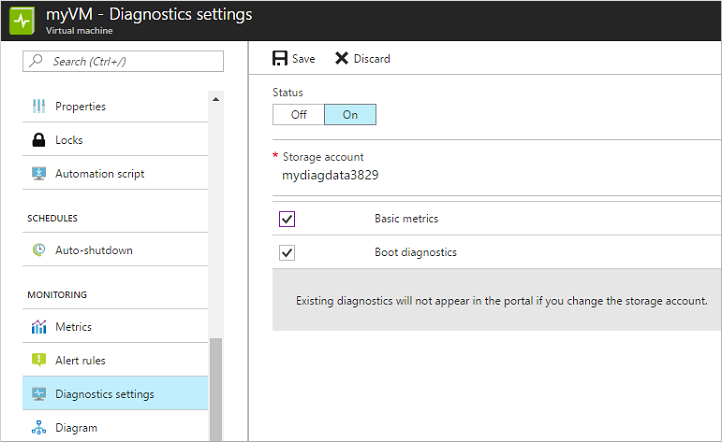 myVM - Diagnostics settings
Virtual machine
Search (Ctrl+/)
Properties
Locks
Automation script
SCHEDULES
Auto-shutdown
MONITORING
Metrics
Alert rules
Diagnostics settings
Diagram
Save Discard
Status
Off On
* Storage account
mydiagdata3829
Basic metrics
Boot diagnostics
Existing diagnostics will not appear in the portal if you change the storage account.